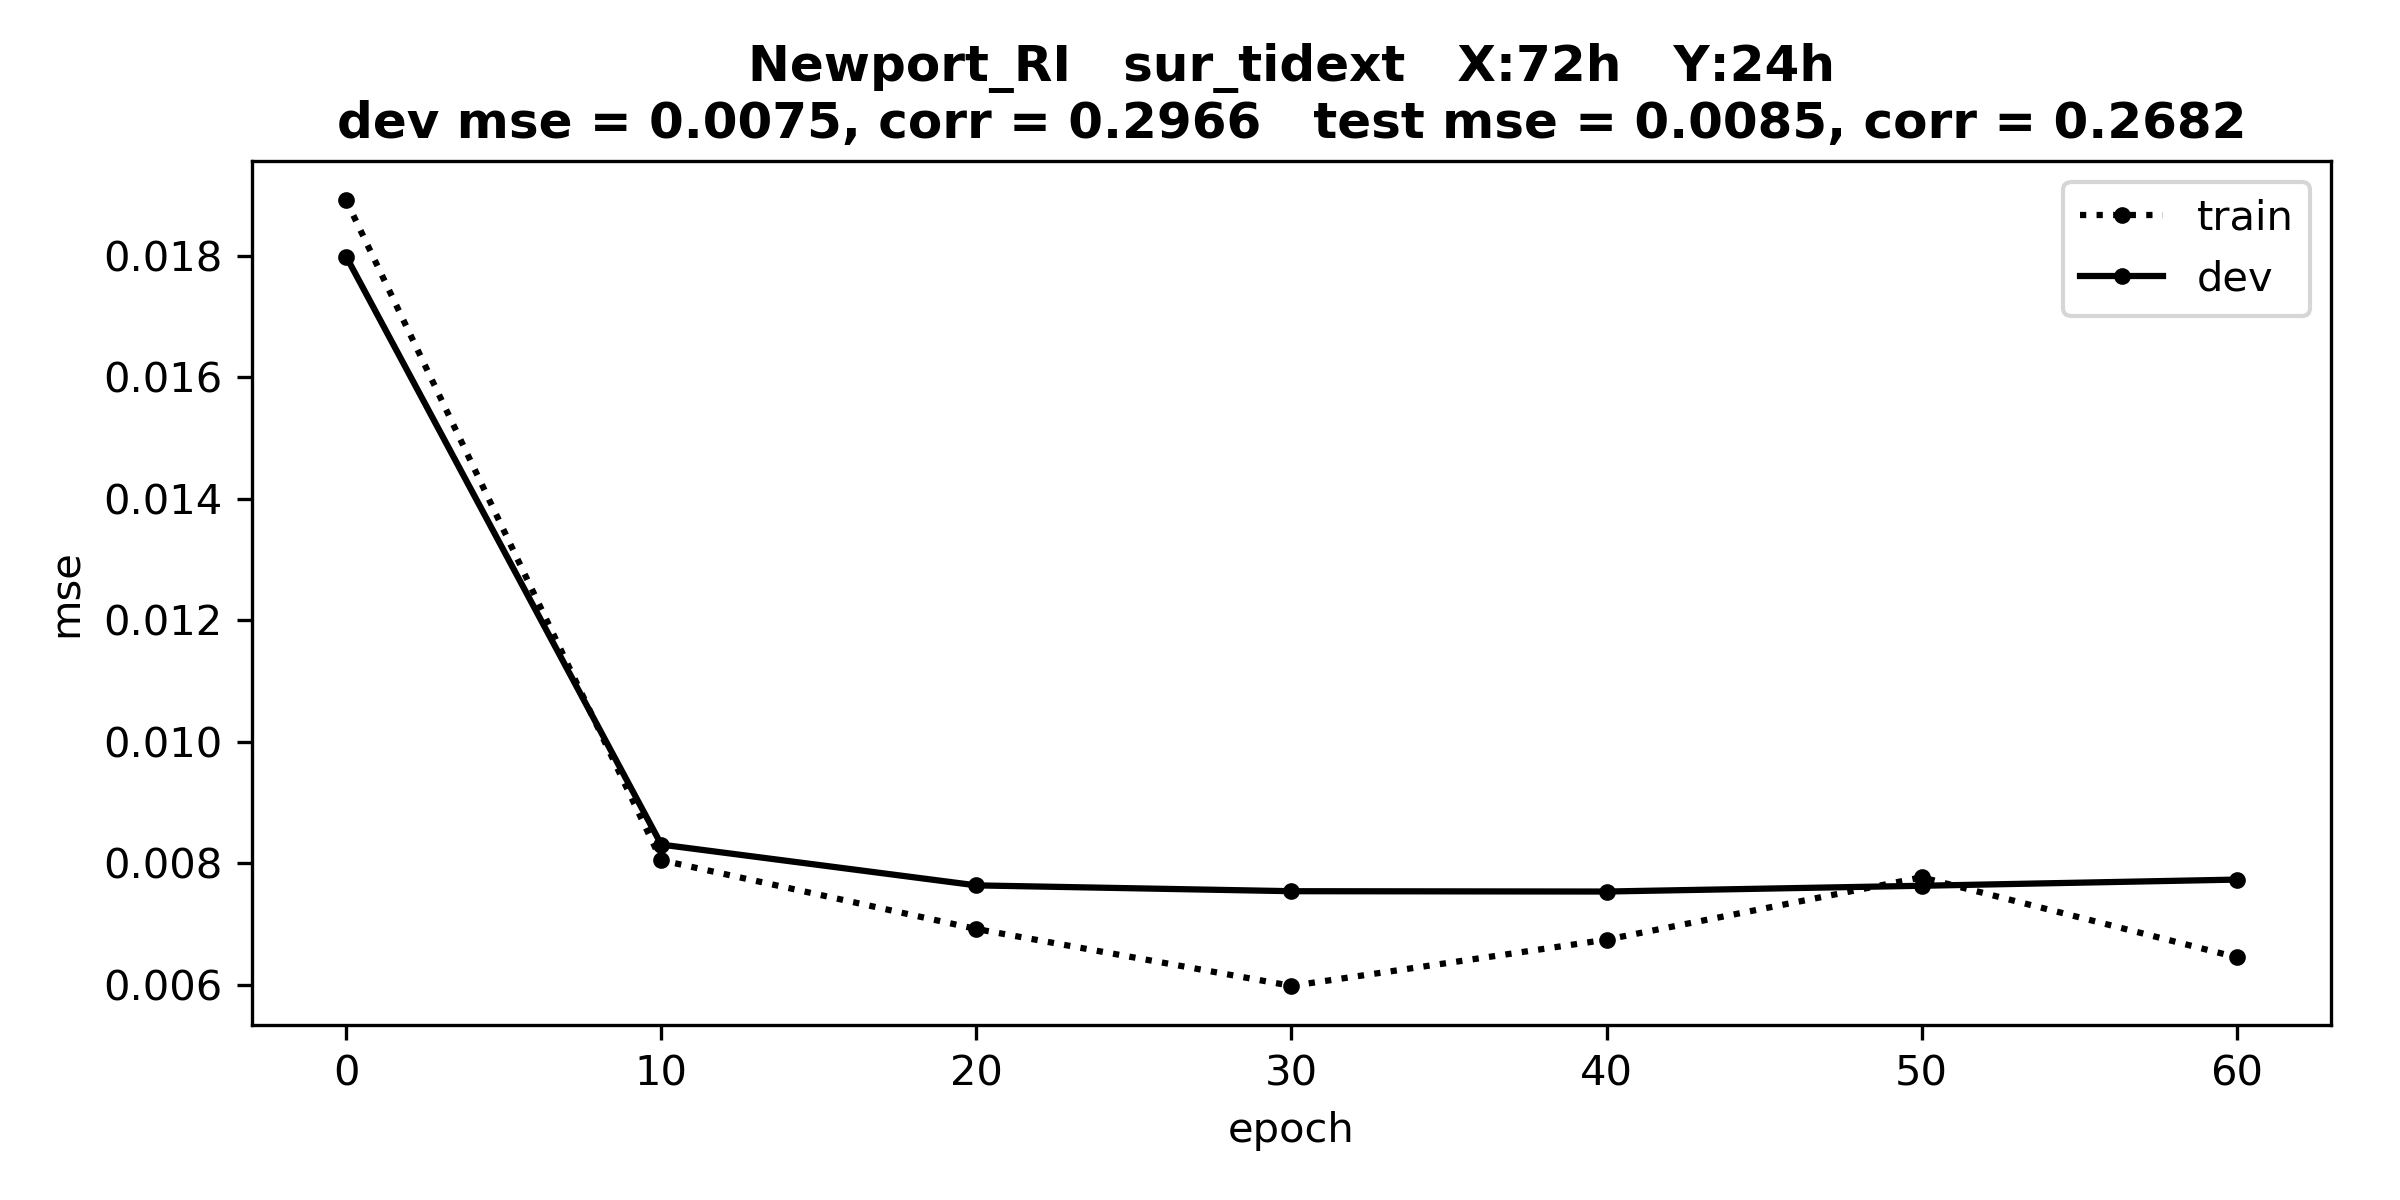 Newport_RI   sur_tidext   X:72h   Y:24h
dev mse = 0.0075, corr = 0.2966   test mse = 0.0085, corr = 0.2682
train
dev
0.018
0.016
0.014
0.012
0.010
0.008
0.006
mse
0 10 20 30 40 50 60
epoch